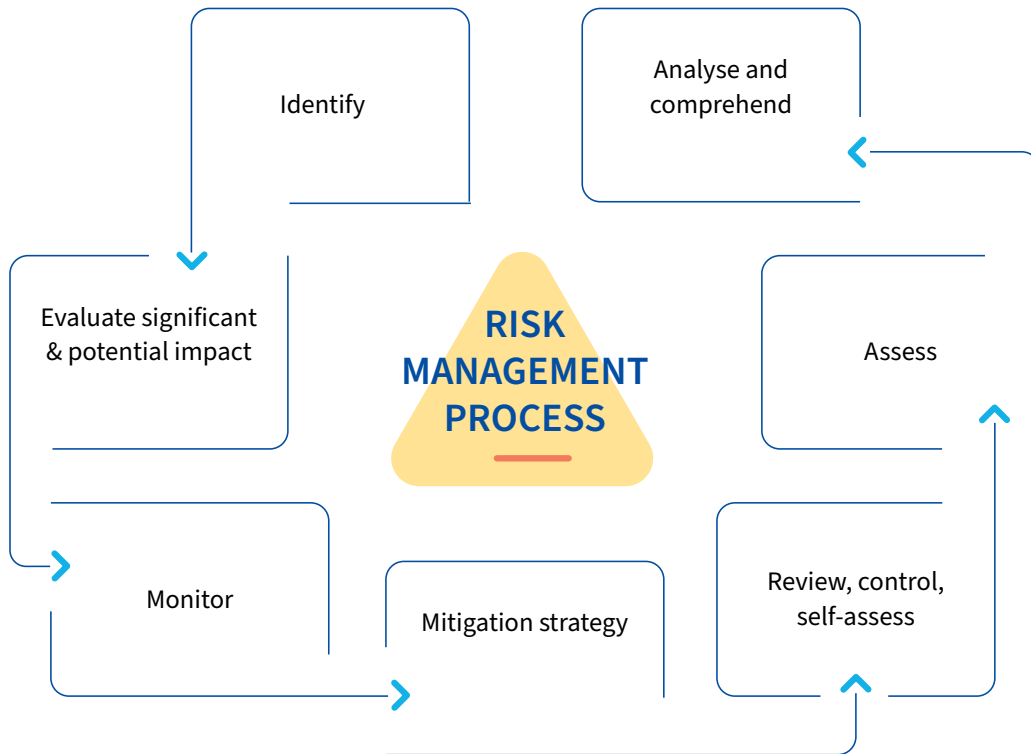 Identify
Analyse and
comprehend
Evaluate significant
& potential impact
RISK
MANAGEMENT
PROCESS
Assess
Monitor
Mitigation strategy
Review, control,
self-assess